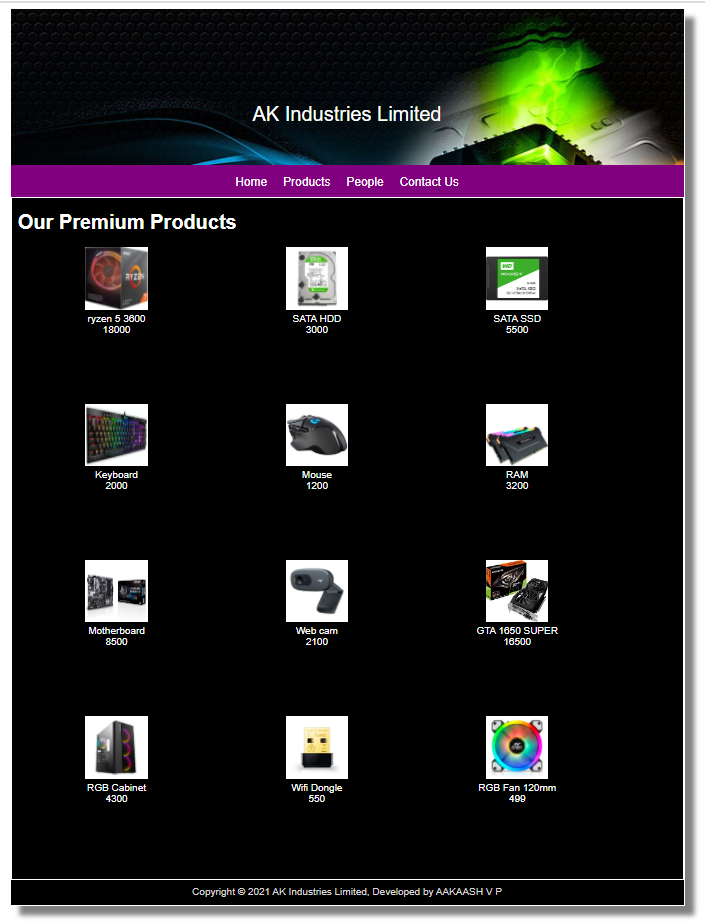 AK Industries Limited
Home Products People Contact Us
Our Premium Products
RYZEN
WD
ryzen 5 3600 SATA HDD SATA SSD
18000 3000 5500
Keyboard Mouse RAM
2000 1200 3200
Motherboard Web cam GTA 1650 SUPER
8500 2100 16500
RGB Cabinet Wifi Dongle RGB Fan 120mm
4300 550 499
Copyright © 2021 AK Industries Limited, Developed by AAKAASH V P